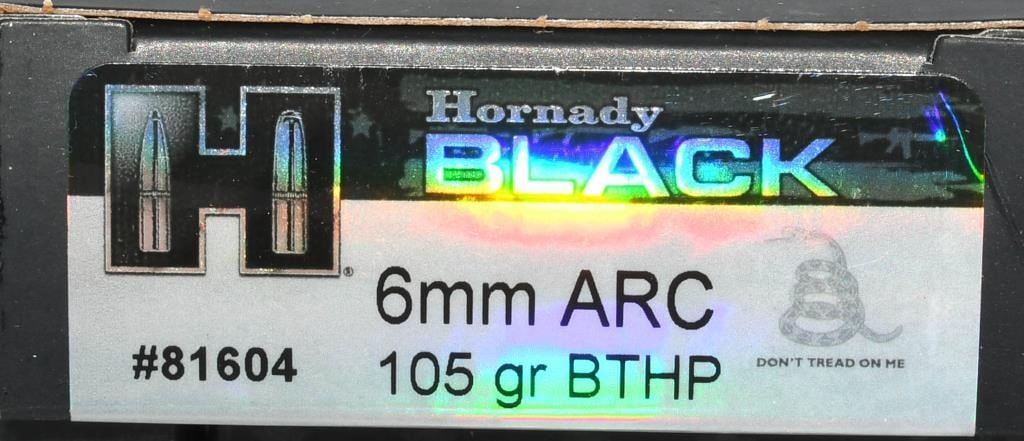 H
Hornady
BLACK
®
6mm ARC
#81604
105 gr BTHP
DON'T TREAD ON ME